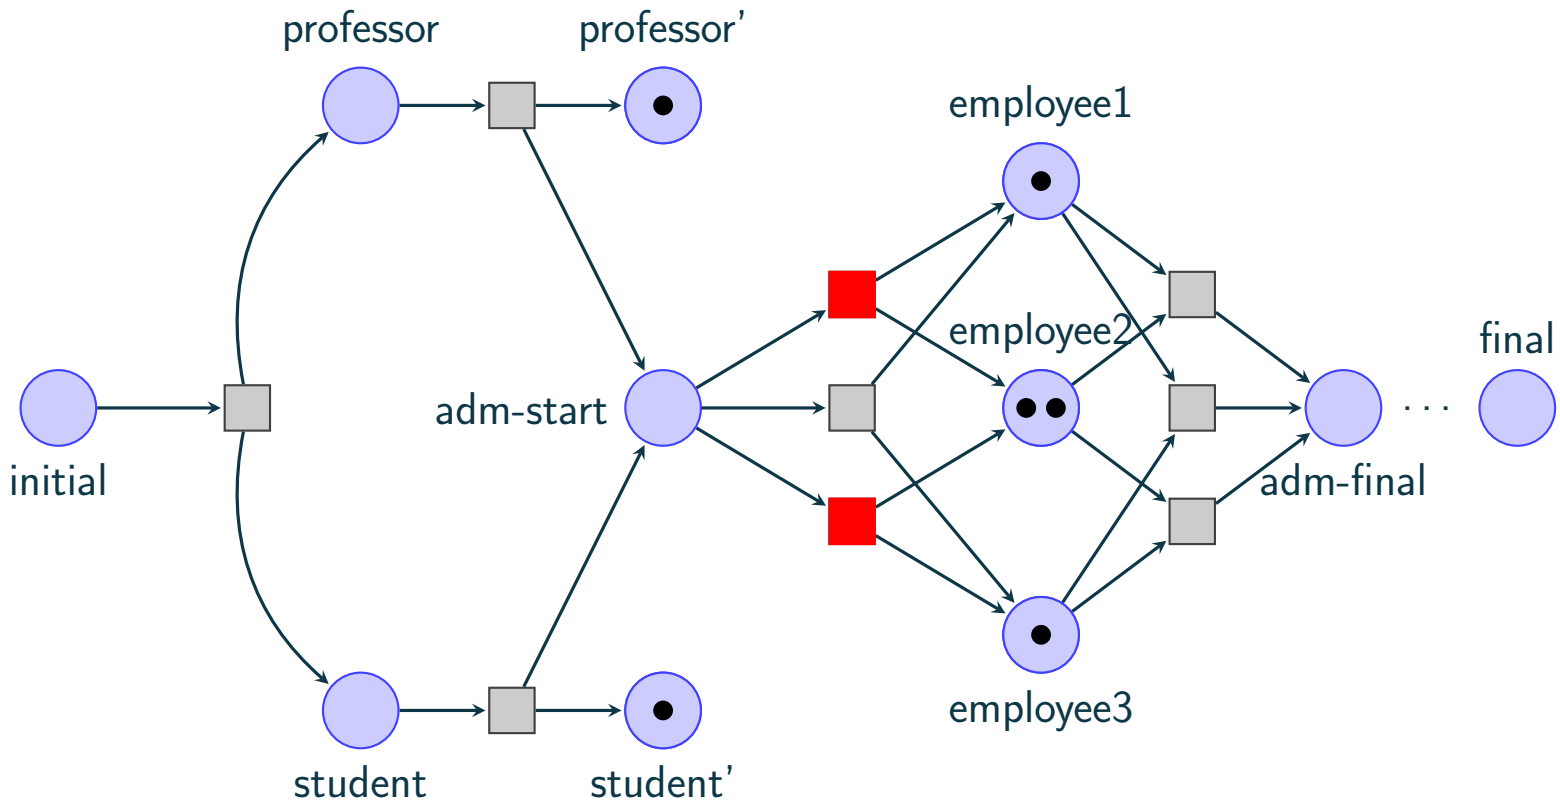 professor
professor’
employee1
employee2
final
adm-start
initial
adm-final
. . .
employee3
student
student’